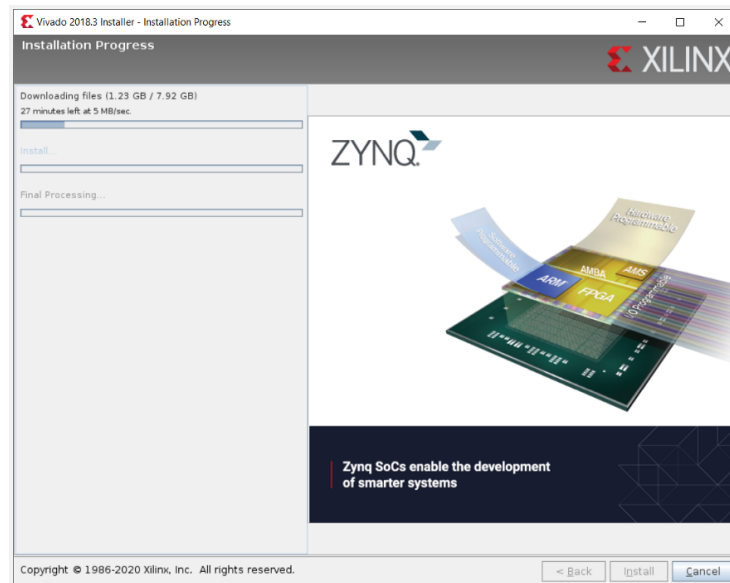 Vivado 2018.3 Installer - Installation Progress
Installation Progress
XILINX
Downloading files (1.23 GB / 7.92 GB)
27 minutes left at 5 MB/sec.
Install...
Final Processing...
ZYNQ
Software Programmable
Hardware Programmable
AMBA
AMS
ARM
FPGA
I/O Programmable
Zynq SoCs enable the development
of smarter systems
Copyright © 1986-2020 Xilinx, Inc. All rights reserved.
< Back
Install
Cancel